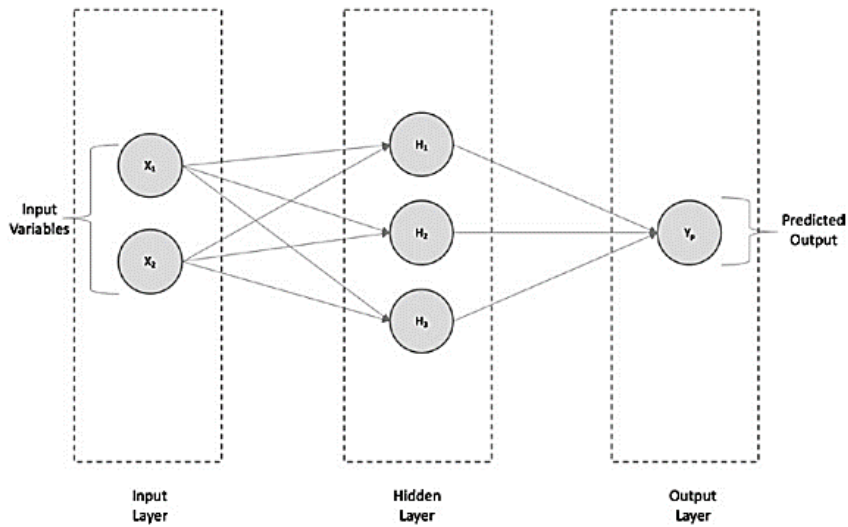 H₁
X₁
Input
Variables
H₂
Yₚ
Predicted
Output
X₂
H₃
Input
Layer
Hidden
Layer
Output
Layer